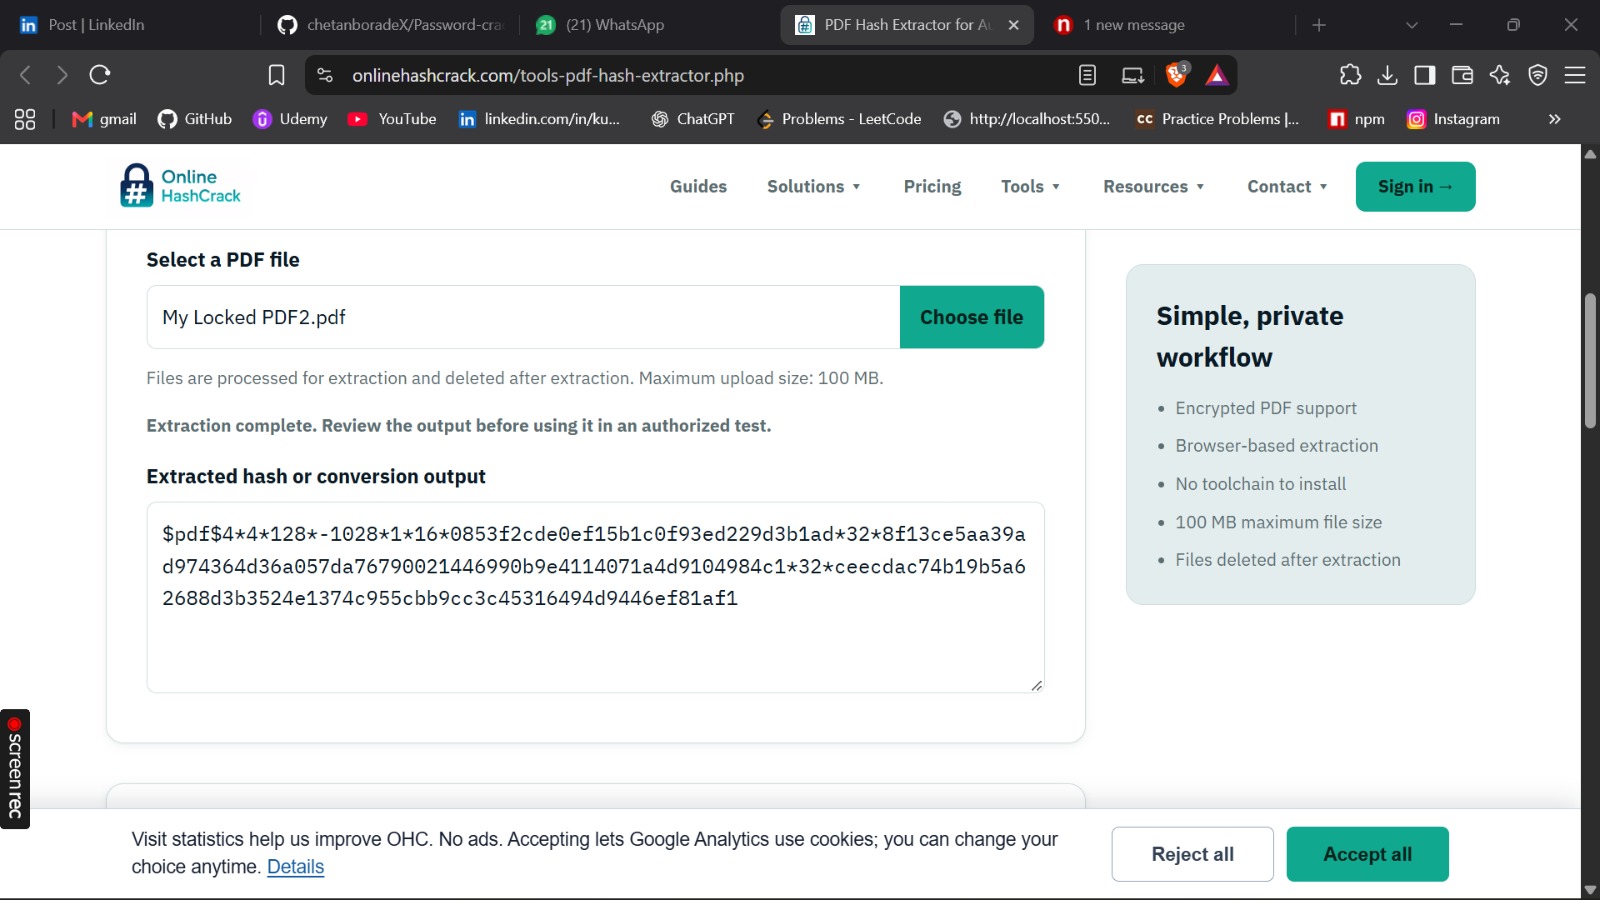 Post | LinkedIn
chetanboradeX/Password-cra
21
(21) WhatsApp
PDF Hash Extractor for Au
n
1 new message
onlinehashcrack.com/tools-pdf-hash-extractor.php
3
gmail
GitHub
Udemy
YouTube
linkedin.com/in/ku...
ChatGPT
Problems - LeetCode
http://localhost:550...
CC
Practice Problems |...
npm
Instagram
»
Online
HashCrack
Guides
Solutions ▼
Pricing
Tools ▼
Resources ▼
Contact ▼
Sign in →
Select a PDF file
My Locked PDF2.pdf
Choose file
Files are processed for extraction and deleted after extraction. Maximum upload size: 100 MB.
Extraction complete. Review the output before using it in an authorized test.
Extracted hash or conversion output
$pdf$4*4*128*-1028*1*16*0853f2cde0ef15b1c0f93ed229d3b1ad*32*8f13ce5aa39a
d974364d36a057da76790021446990b9e4114071a4d9104984c1*32*ceecdac74b19b5a6
2688d3b3524e1374c955cbb9cc3c45316494d9446ef81af1
Simple, private
workflow
• Encrypted PDF support
• Browser-based extraction
• No toolchain to install
• 100 MB maximum file size
• Files deleted after extraction
screenrec
Visit statistics help us improve OHC. No ads. Accepting lets Google Analytics use cookies; you can change your
choice anytime. Details
Reject all
Accept all